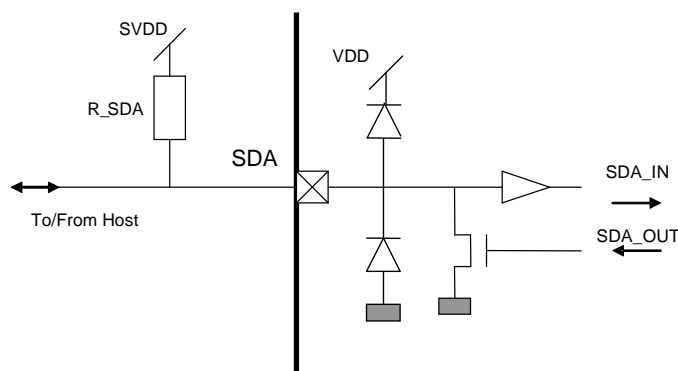 SVDD
VDD
R_SDA
SDA
SDA_IN
To/From Host
SDA_OUT